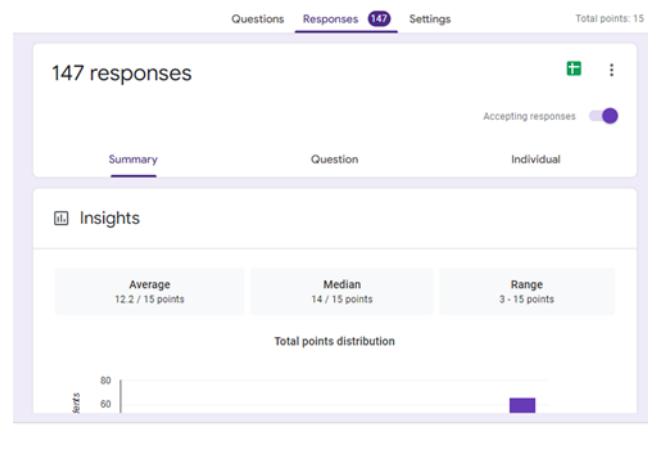 Questions Responses 147 Settings Total points: 15
147 responses
Accepting responses
Summary Question Individual
Insights
Average Median Range
12.2 / 15 points 14 / 15 points 3 - 15 points
Total points distribution
80
60